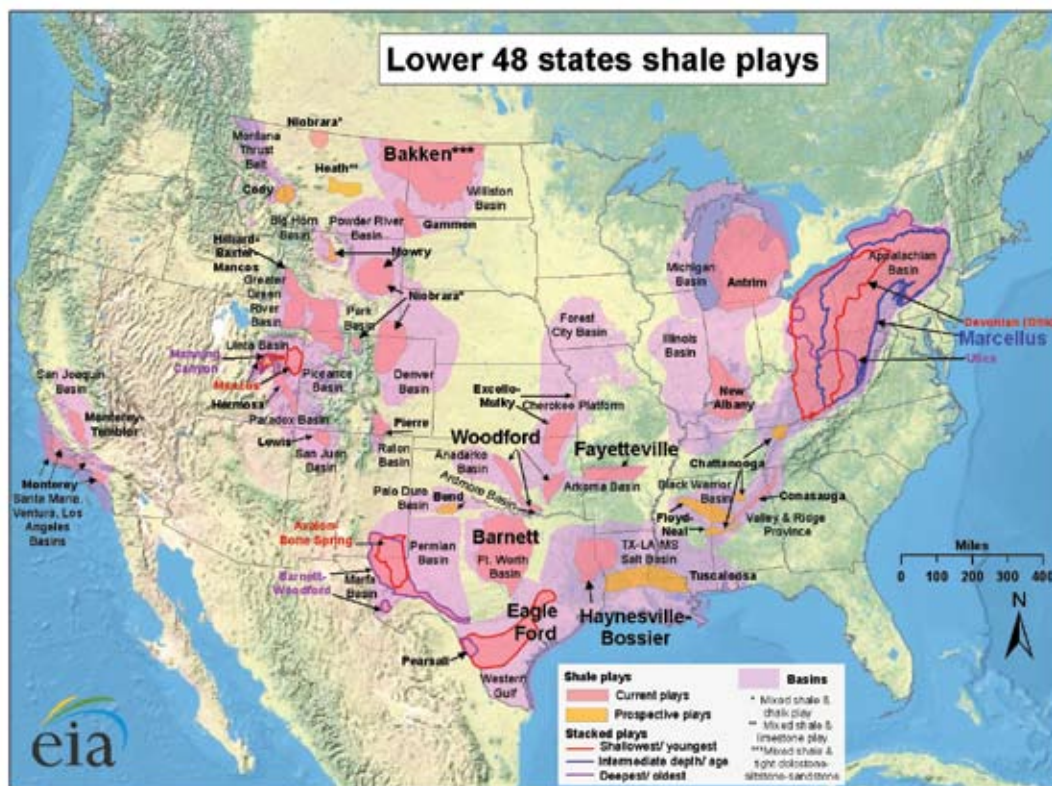 Lower 48 states shale plays
Niobrara*
Montana
Thrust
Belt
Bakken***
Heath**
Cody
Williston
Basin
Big Horn
Basin
Powder River
Basin
Gammon
Hilliard-
Baxter-
Mancos
Mowry
Michigan
Basin
Antrim
Appalachian
Basin
Greater
Green
River
Basin
Niobrara*
Park
Basin
Forest
City Basin
Illinois
Basin
Devonian (Ohio
Marcellus
Utica
Uinta Basin
Manning
Canyon
Mancos
Piceance
Basin
Denver
Basin
San Joaquin
Basin
Hermosa
Excello-
Mulky
Cherokee Platform
New
Albany
Monterey-
Temblor
Paradox Basin
Pierre
Lewis
San Juan
Basin
Raton
Basin
Woodford
Anadarko
Basin
Fayetteville
Chattanooga
Monterey
Santa Maria,
Ventura, Los
Angeles
Basins
Ardmore Basin
Arkoma Basin
Black Warrior
Basin
Conasauga
Palo Duro
Basin
Bend
Floyd-
Neal
Valley & Ridge
Province
Avalon-
Bone Spring
Permian
Basin
Barnett
Ft. Worth
Basin
TX-LA-MS
Salt Basin
Tuscaloosa
Barnett-
Woodford
Marfa
Basin
Eagle
Ford
Haynesville-
Bossier
Pearsall
Western
Gulf
Miles
0 100 200 300 400
N
Shale plays
Current plays
Prospective plays
Stacked plays
Shallowest/ youngest
Intermediate depth/ age
Deepest/ oldest
Basins
* Mixed shale &
chalk play
** Mixed shale &
limestone play
***Mixed shale &
tight dolostone-
siltstone-sandstone
eia